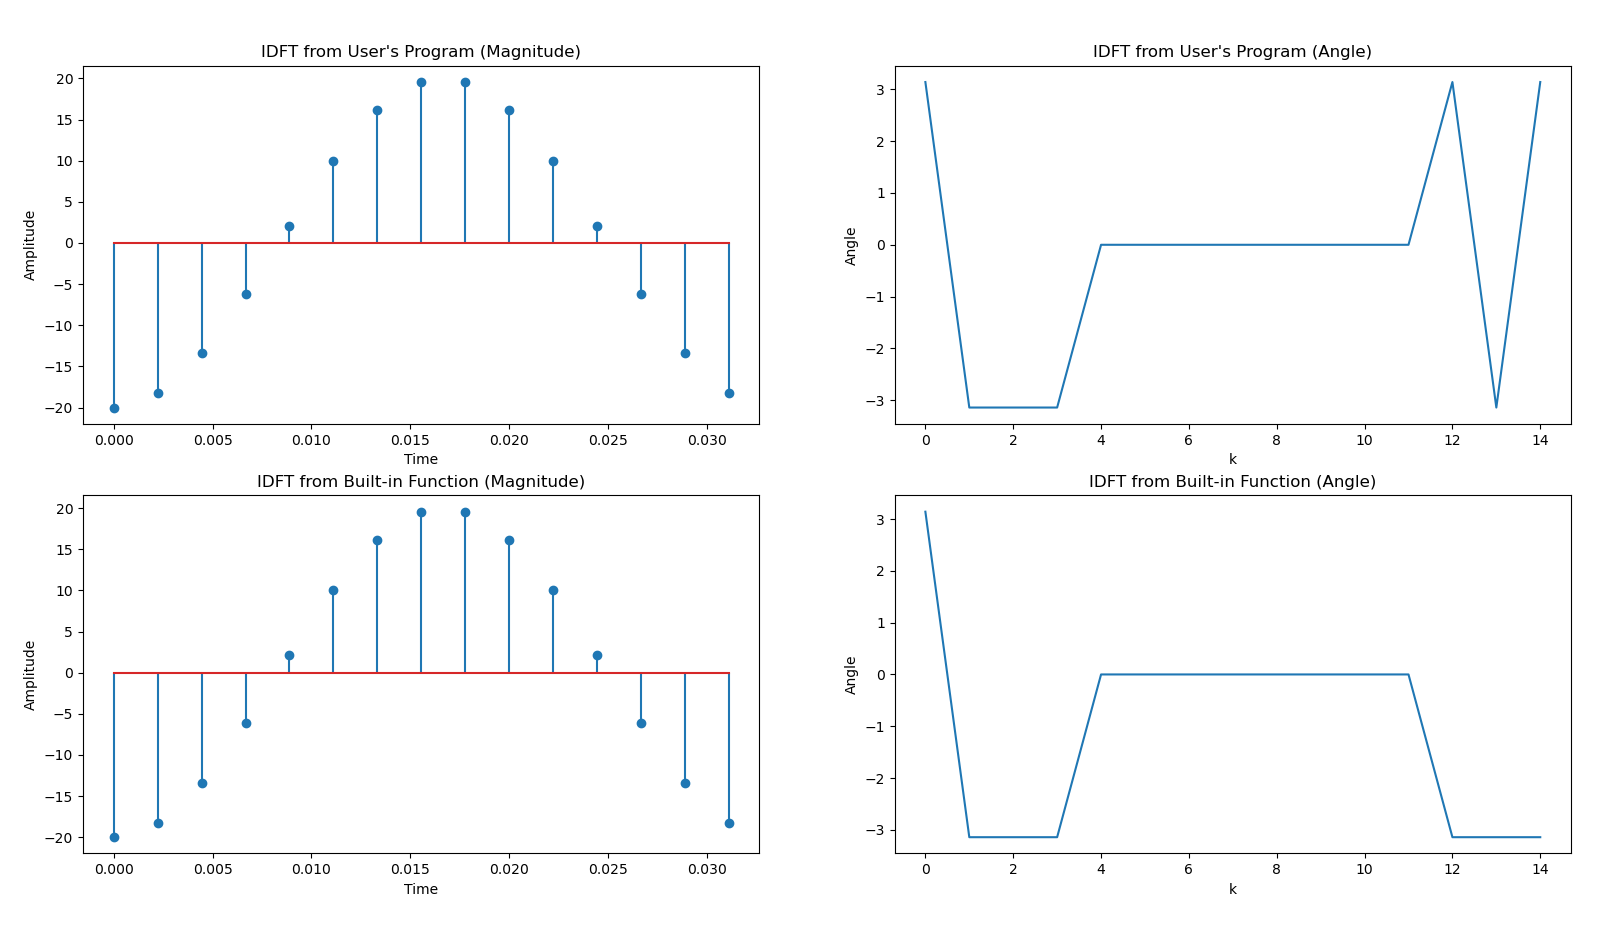 IDFT from User's Program (Magnitude)
20
15
10
5
0
−5
−10
−15
−20
Amplitude
0.000 0.005 0.010 0.015 0.020 0.025 0.030
Time
IDFT from User's Program (Angle)
3
2
1
0
−1
−2
−3
Angle
0 2 4 6 8 10 12 14
k
IDFT from Built-in Function (Magnitude)
20
15
10
5
0
−5
−10
−15
−20
Amplitude
0.000 0.005 0.010 0.015 0.020 0.025 0.030
Time
IDFT from Built-in Function (Angle)
3
2
1
0
−1
−2
−3
Angle
0 2 4 6 8 10 12 14
k